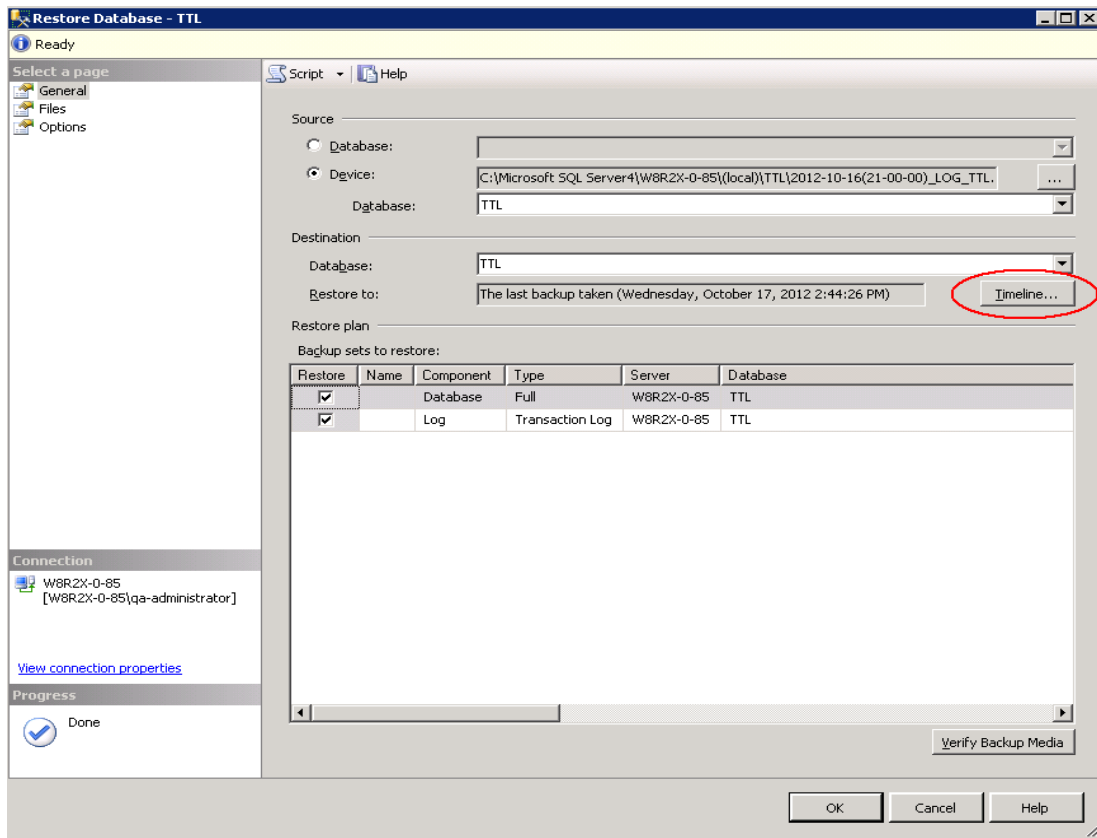 Restore Database - TTL
Ready
Select a page
General
Files
Options
Script
Help
Source
Database:
Device:
C:\Microsoft SQL Server4\W8R2X-0-85\(local)\TTL\2012-10-16(21-00-00)_LOG_TTL.
...
Database:
TTL
Destination
Database:
TTL
Restore to:
The last backup taken (Wednesday, October 17, 2012 2:44:26 PM)
Timeline...
Restore plan
Backup sets to restore:
Restore Name Component Type Server Database
Database Full W8R2X-0-85 TTL
Log Transaction Log W8R2X-0-85 TTL
Connection
W8R2X-0-85
[W8R2X-0-85\qa-administrator]
View connection properties
Progress
Done
Verify Backup Media
OK Cancel Help